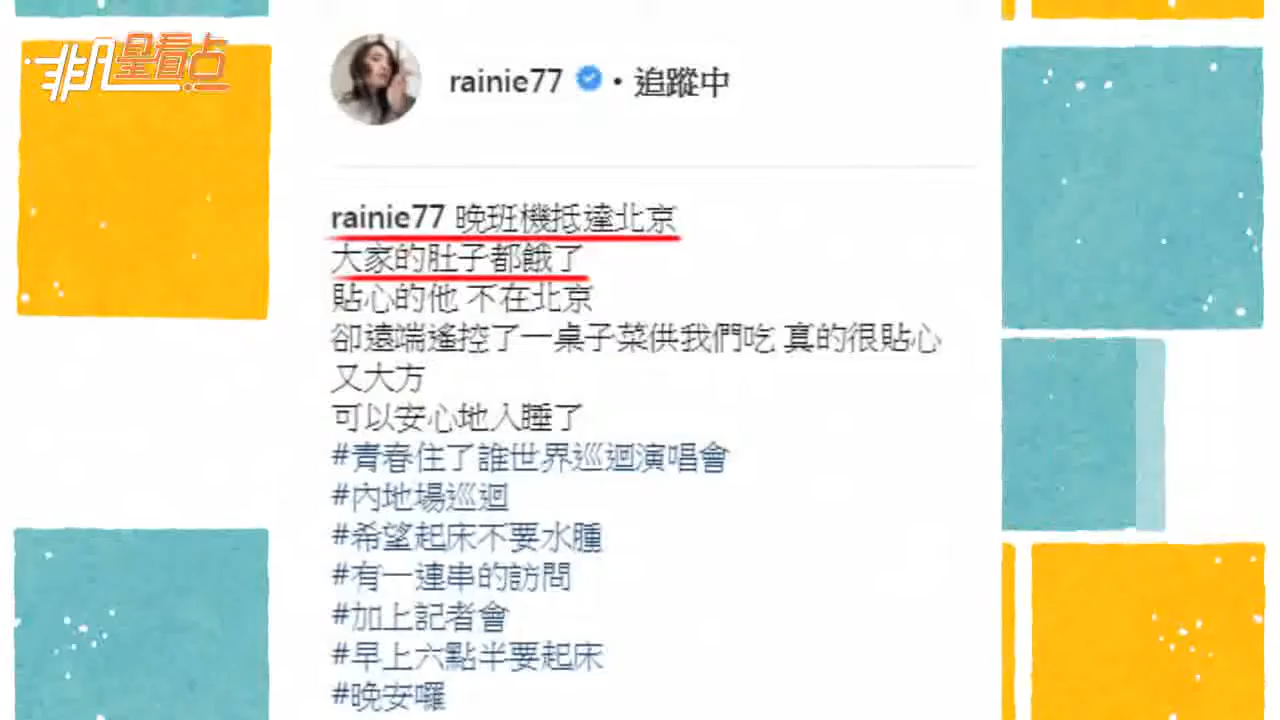 非凡星看点
rainie77 • 追蹤中
rainie77 晚班機抵達北京
大家的肚子都餓了
貼心的他 不在北京
卻遠端遙控了一桌子菜供我們吃 真的很貼心
又大方
可以安心地入睡了
#青春住了誰世界巡迴演唱會
#內地場巡迴
#希望起床不要水腫
#有一連串的訪問
#加上記者會
#早上六點半要起床
#晚安囉